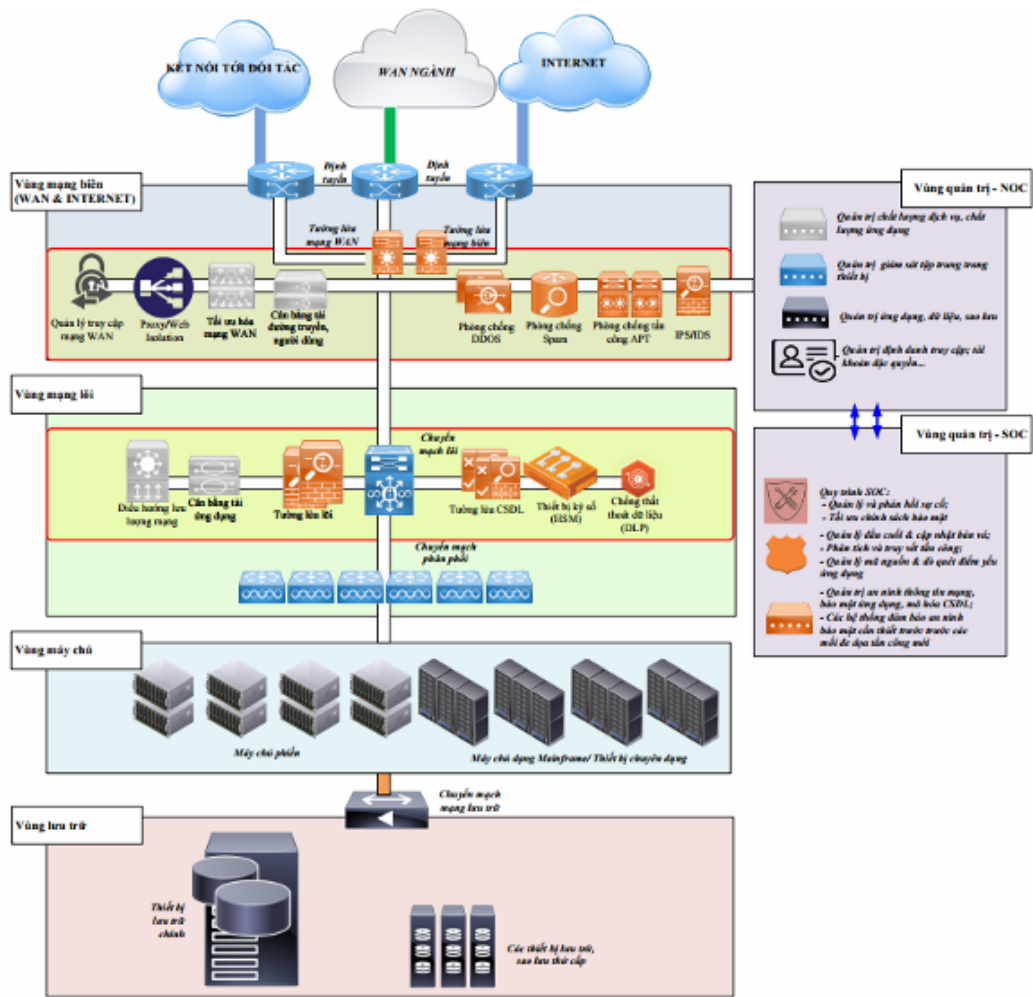 KẾT NỐI TỚI ĐỐI TÁC
WAN NGÀNH
INTERNET
Định
tuyến
Định
tuyến
Vùng mạng biên
(WAN & INTERNET)
Tường lửa
mạng WAN
Tường lửa
mạng biên
Quản lý truy cập
mạng WAN
Proxy/Web
Isolation
Tối ưu hóa
mạng WAN
Cân bằng tải
đường truyền,
người dùng
Phòng chống
DDOS
Phòng chống
Spam
Phòng chống tấn
công APT
IPS/IDS
Vùng quản trị - NOC
Quản trị chất lượng dịch vụ, chất
lượng ứng dụng
Quản trị giám sát tập trung trang
thiết bị
Quản trị ứng dụng, dữ liệu, sao lưu
Quản trị định danh truy cập; tài
khoản đặc quyền...
Vùng mạng lõi
Chuyển
mạch lõi
Điều hướng lưu
lượng mạng
Cân bằng tải
ứng dụng
Tường lửa lõi
Tường lửa CSDL
Thiết bị ký số
(HSM)
Chống thất
thoát dữ liệu
(DLP)
Chuyển mạch
phân phối
Vùng quản trị - SOC
Quy trình SOC:
- Quản lý và phản hồi sự cố;
- Tối ưu chính sách bảo mật
- Quản lý đầu cuối & cập nhật bản vá;
- Phân tích và truy vết tấn công;
- Quản lý mã nguồn & dò quét điểm yếu
ứng dụng
- Quản trị an ninh thông tin mạng,
bảo mật ứng dụng, mã hóa CSDL;
- Các hệ thống đảm bảo an ninh
bảo mật cần thiết trước trước các
mối đe dọa tấn công mới
Vùng máy chủ
Máy chủ phiến
Máy chủ dạng Mainframe/ Thiết bị chuyên dụng
Chuyển mạch
mạng lưu trữ
Vùng lưu trữ
Thiết bị
lưu trữ
chính
Các thiết bị lưu trữ,
sao lưu thứ cấp